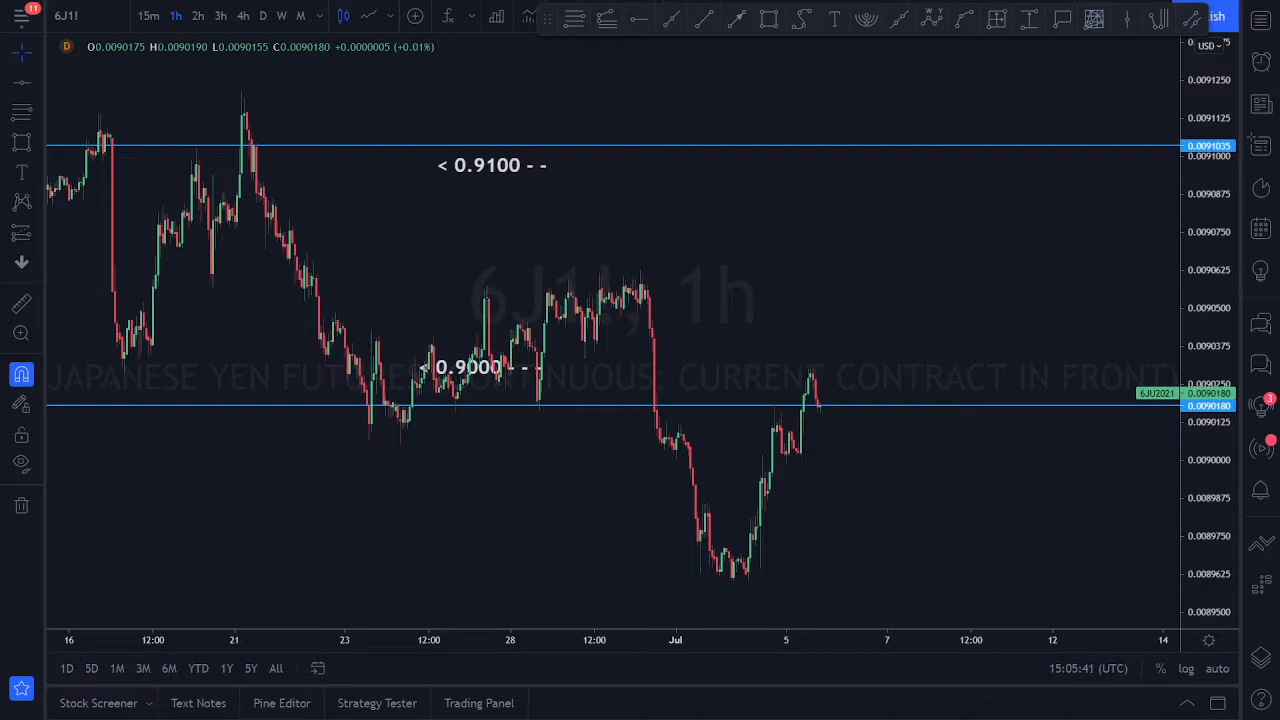 11
6J1!
15m 1h 2h 3h 4h D W M
ish
D O0.0090175 H0.0090190 L0.0090155 C0.0090180 +0.0000005 (+0.01%)
USD
0.0091250
0.0091125
0.0091035
0.0091000
< 0.9100 - -
0.0090875
0.0090750
0.0090625
6J1!, 1h
0.0090500
0.0090375
< 0.9000 - - -
JAPANESE YEN FUTURES (CONTINUOUS: CURRENT CONTRACT IN FRONT)
0.0090250
6JU2021 0.0090180
0.0090180
3
0.0090125
0.0090000
0.0089875
0.0089750
0.0089625
0.0089500
16 12:00 21 23 12:00 28 12:00 Jul 5 7 12:00 12 14
1D 5D 1M 3M 6M YTD 1Y 5Y All
15:05:41 (UTC) % log auto
Stock Screener Text Notes Pine Editor Strategy Tester Trading Panel